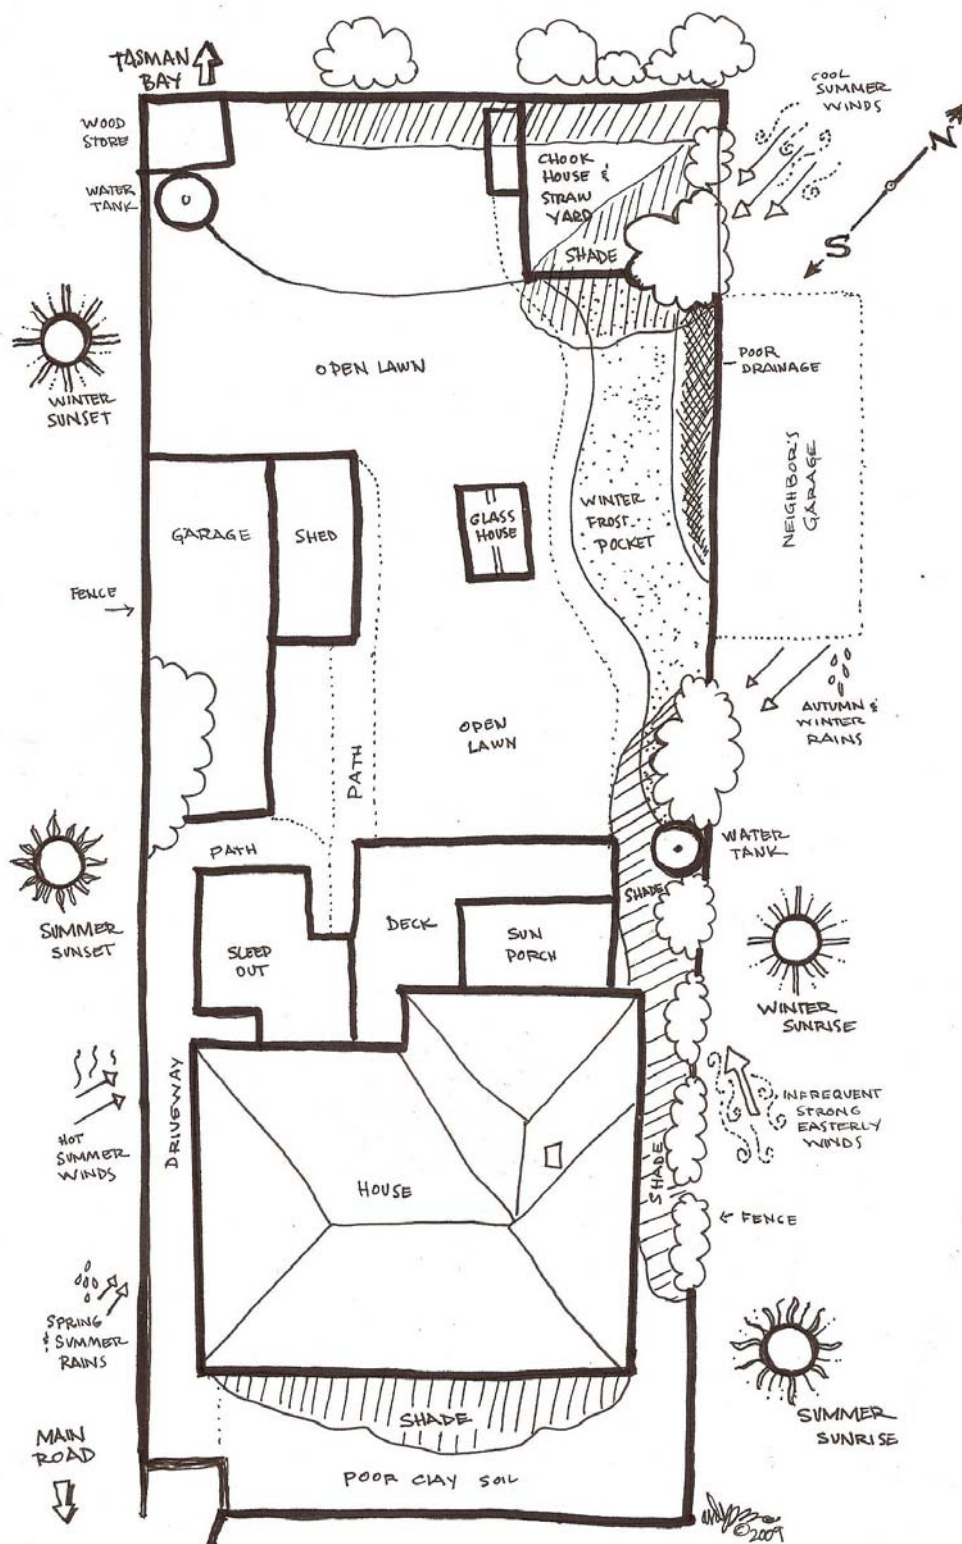 TASMAN
BAY
COOL
SUMMER
WINDS
WOOD
STORE
N
WATER
TANK
CHOOK
HOUSE &
STRAW
YARD
SHADE
S
WINTER
SUNSET
OPEN LAWN
POOR
DRAINAGE
NEIGHBOR'S
GARAGE
GARAGE
SHED
GLASS
HOUSE
WINTER
FROST
POCKET
FENCE
AUTUMN &
WINTER
RAINS
OPEN
LAWN
PATH
WATER
TANK
PATH
SUMMER
SUNSET
SHADE
DECK
SUN
PORCH
SLEEP
OUT
WINTER
SUNRISE
DRIVEWAY
HOT
SUMMER
WINDS
INFREQUENT
STRONG
EASTERLY
WINDS
SHADE
HOUSE
FENCE
SPRING
& SUMMER
RAINS
SUMMER
SUNRISE
SHADE
MAIN
ROAD
POOR CLAY SOIL
© 2009